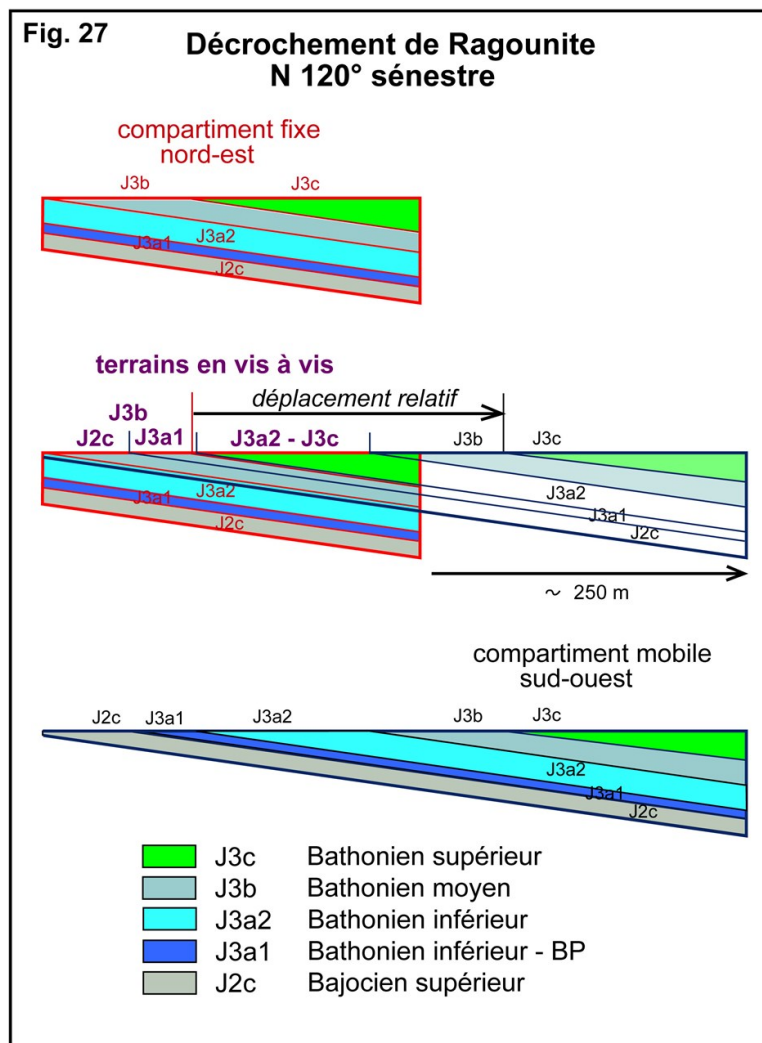 Fig. 27
Décrochement de Ragounite
N 120° sénestre
compartiment fixe
nord-est
J3b J3c
J3a2
J3a1
J2c
terrains en vis à vis
déplacement relatif
J3b
J2c J3a1 J3a2 - J3c J3b J3c
J3a2 J3a2
J3a1 J3a1
J2c J2c
~ 250 m
compartiment mobile
sud-ouest
J2c J3a1 J3a2 J3b J3c
J3a2
J3a1
J2c
J3c Bathonien supérieur
J3b Bathonien moyen
J3a2 Bathonien inférieur
J3a1 Bathonien inférieur - BP
J2c Bajocien supérieur